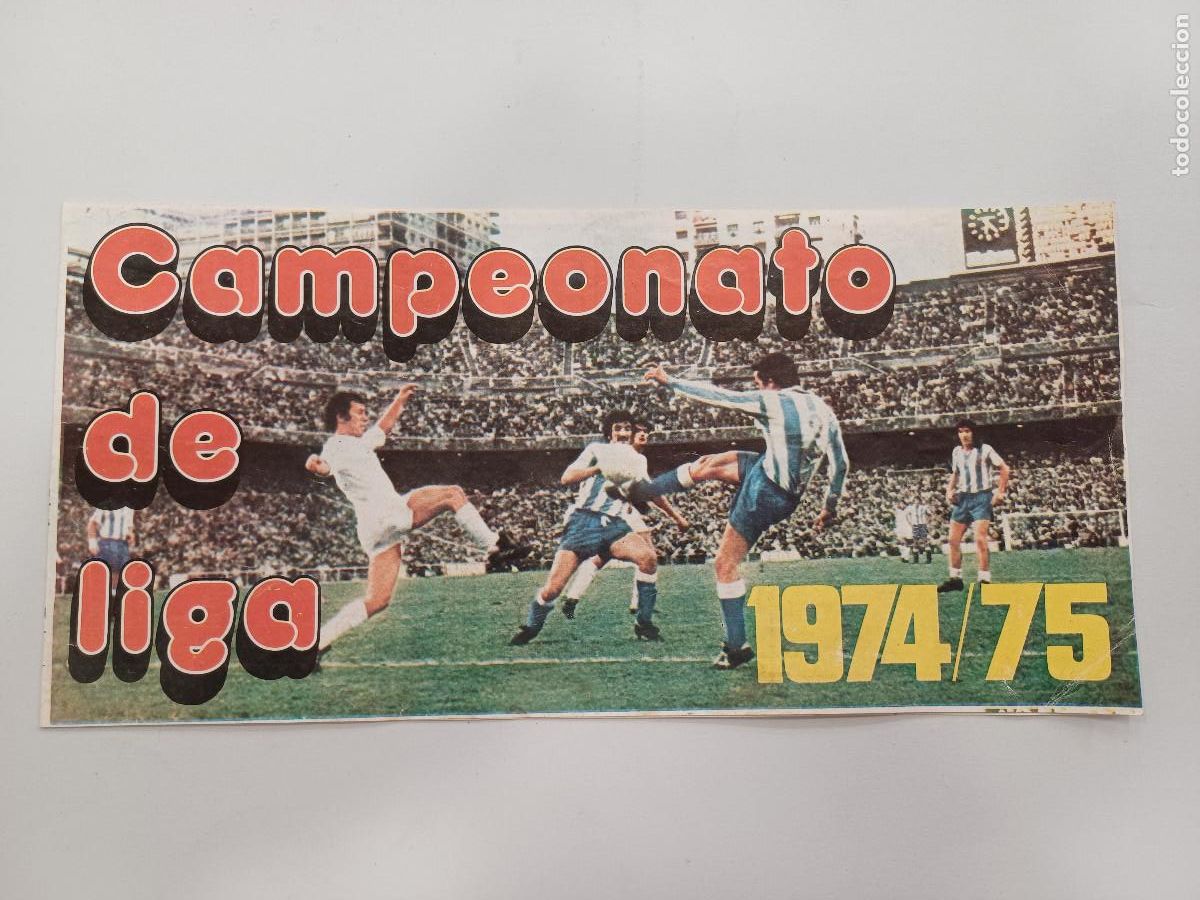 Campeonato
de
liga
1974/75
todocoleccion